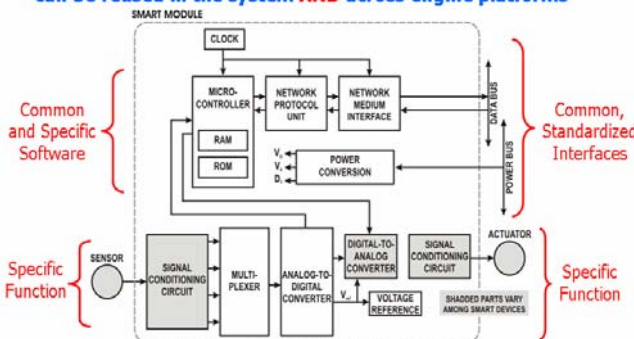 can be reused in the system AND across engine platforms
SMART MODULE
CLOCK
MICRO-
CONTROLLER
RAM
ROM
NETWORK
PROTOCOL
UNIT
NETWORK
MEDIUM
INTERFACE
DATA BUS
POWER BUS
POWER
CONVERSION
Common
and Specific
Software
Common,
Standardized
Interfaces
Specific
Function
SENSOR
SIGNAL
CONDITIONING
CIRCUIT
MULTI-
PLEXER
ANALOG-TO-
DIGITAL
CONVERTER
DIGITAL-TO-
ANALOG
CONVERTER
SIGNAL
CONDITIONING
CIRCUIT
ACTUATOR
VOLTAGE
REFERENCE
SHADDED PARTS VARY
AMONG SMART DEVICES
Specific
Function